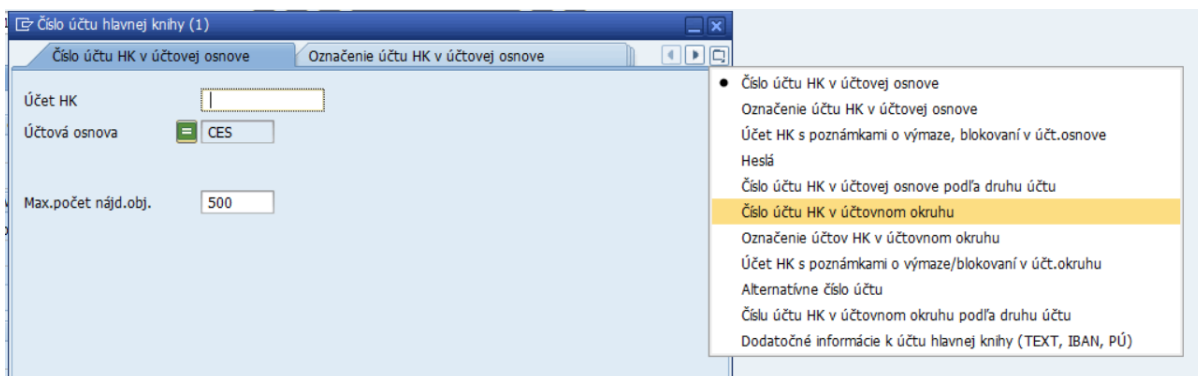 Číslo účtu hlavnej knihy (1)
Číslo účtu HK v účtovej osnove
Označenie účtu HK v účtovej osnove
Účet HK
Účtová osnova
CES
Max.počet nájd.obj.
500
Číslo účtu HK v účtovej osnove
Označenie účtu HK v účtovej osnove
Účet HK s poznámkami o výmaze, blokovaní v účt.osnove
Heslá
Číslo účtu HK v účtovej osnove podľa druhu účtu
Číslo účtu HK v účtovnom okruhu
Označenie účtov HK v účtovnom okruhu
Účet HK s poznámkami o výmaze/blokovaní v účt.okruhu
Alternatívne číslo účtu
Číslu účtu HK v účtovnom okruhu podľa druhu účtu
Dodatočné informácie k účtu hlavnej knihy (TEXT, IBAN, PÚ)